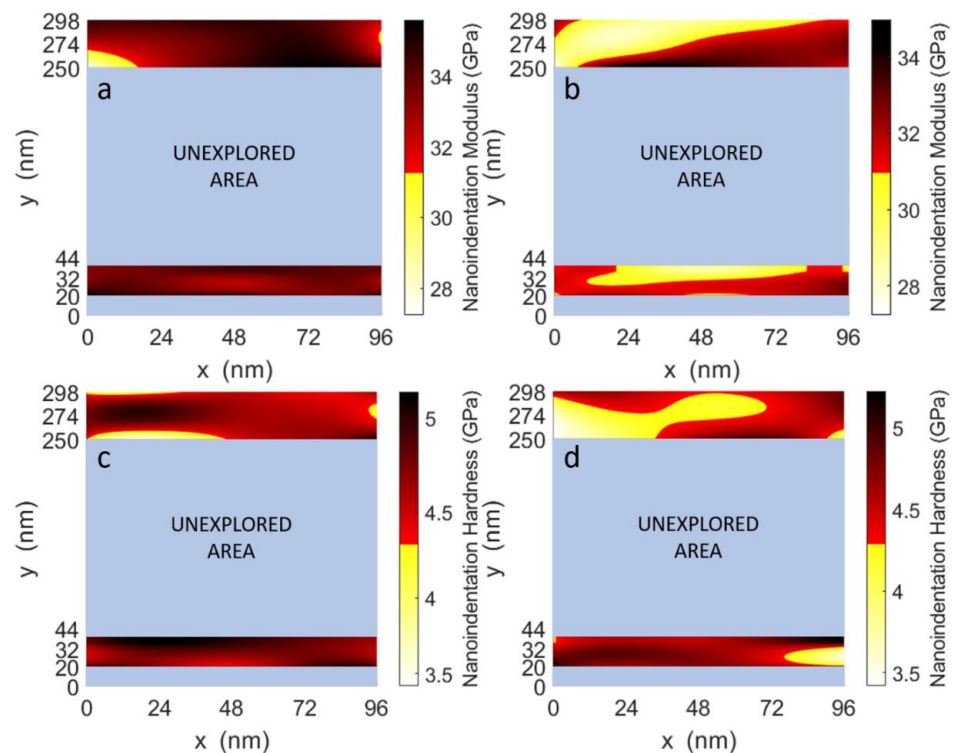 298
274
250
a
UNEXPLORED
AREA
y (nm)
44
32
20
0
0 24 48 72 96
x (nm)
34
32
30
28
Nanoindentation Modulus (GPa)
298
274
250
b
UNEXPLORED
AREA
y (nm)
44
32
20
0
0 24 48 72 96
x (nm)
34
32
30
28
Nanoindentation Modulus (GPa)
298
274
250
c
UNEXPLORED
AREA
y (nm)
44
32
20
0
0 24 48 72 96
x (nm)
5
4.5
4
3.5
Nanoindentation Hardness (GPa)
298
274
250
d
UNEXPLORED
AREA
y (nm)
44
32
20
0
0 24 48 72 96
x (nm)
5
4.5
4
3.5
Nanoindentation Hardness (GPa)